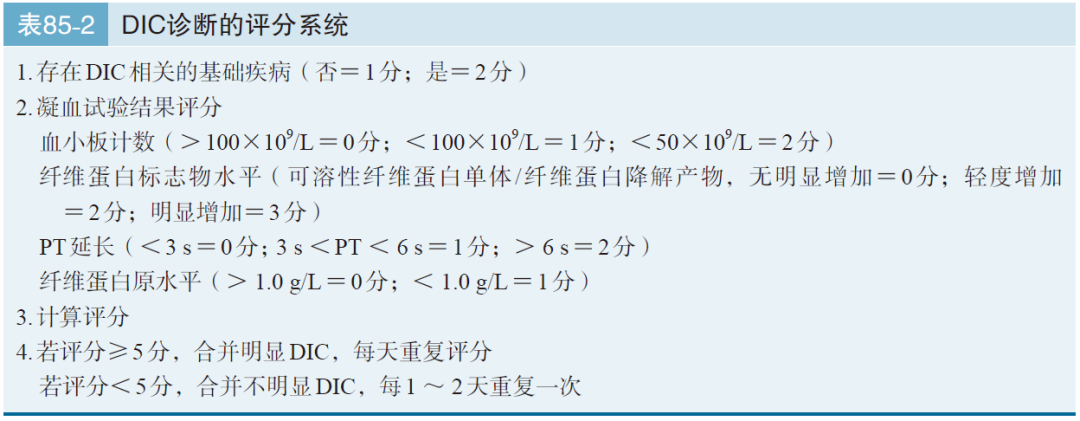 表85-2 DIC诊断的评分系统
1.存在DIC相关的基础疾病（否＝1分；是＝2分）
2.凝血试验结果评分
血小板计数（＞100×10⁹/L＝0分；＜100×10⁹/L＝1分；＜50×10⁹/L＝2分）
纤维蛋白标志物水平（可溶性纤维蛋白单体/纤维蛋白降解产物，无明显增加＝0分；轻度增加
＝2分；明显增加＝3分）
PT延长（＜3 s＝0分；3 s＜PT＜6 s＝1分；＞6 s＝2分）
纤维蛋白原水平（＞1.0 g/L＝0分；＜1.0 g/L＝1分）
3.计算评分
4.若评分≥5分，合并明显DIC，每天重复评分
若评分＜5分，合并不明显DIC，每1～2天重复一次